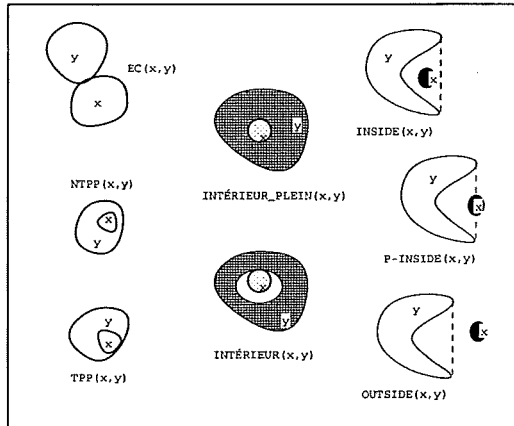 y
EC(x,y)
x
NTPP(x,y)
x
y
y
x
TPP(x,y)
y
x
INTÉRIEUR_PLEIN(x,y)
x
y
INTÉRIEUR(x,y)
y
x
INSIDE(x,y)
y
x
P-INSIDE(x,y)
y
x
OUTSIDE(x,y)